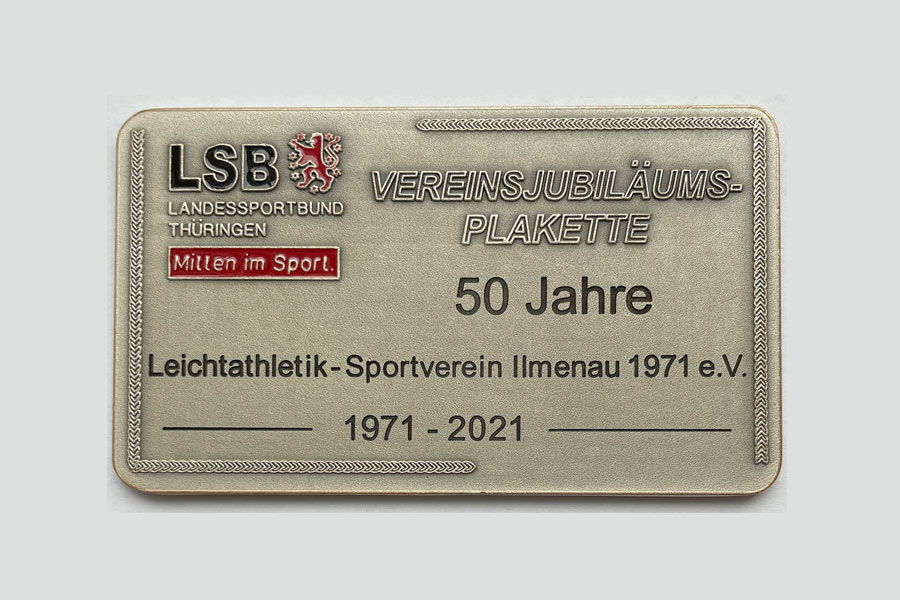 LSB
LANDESSPORTBUND
THÜRINGEN
Mitten im Sport.
VEREINSJUBILÄUMS-
PLAKETTE
50 Jahre
Leichtathletik-Sportverein Ilmenau 1971 e.V.
1971 - 2021